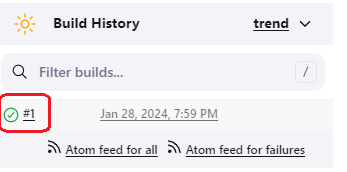 Build History trend
Filter builds... /
#1 Jan 28, 2024, 7:59 PM
Atom feed for all Atom feed for failures